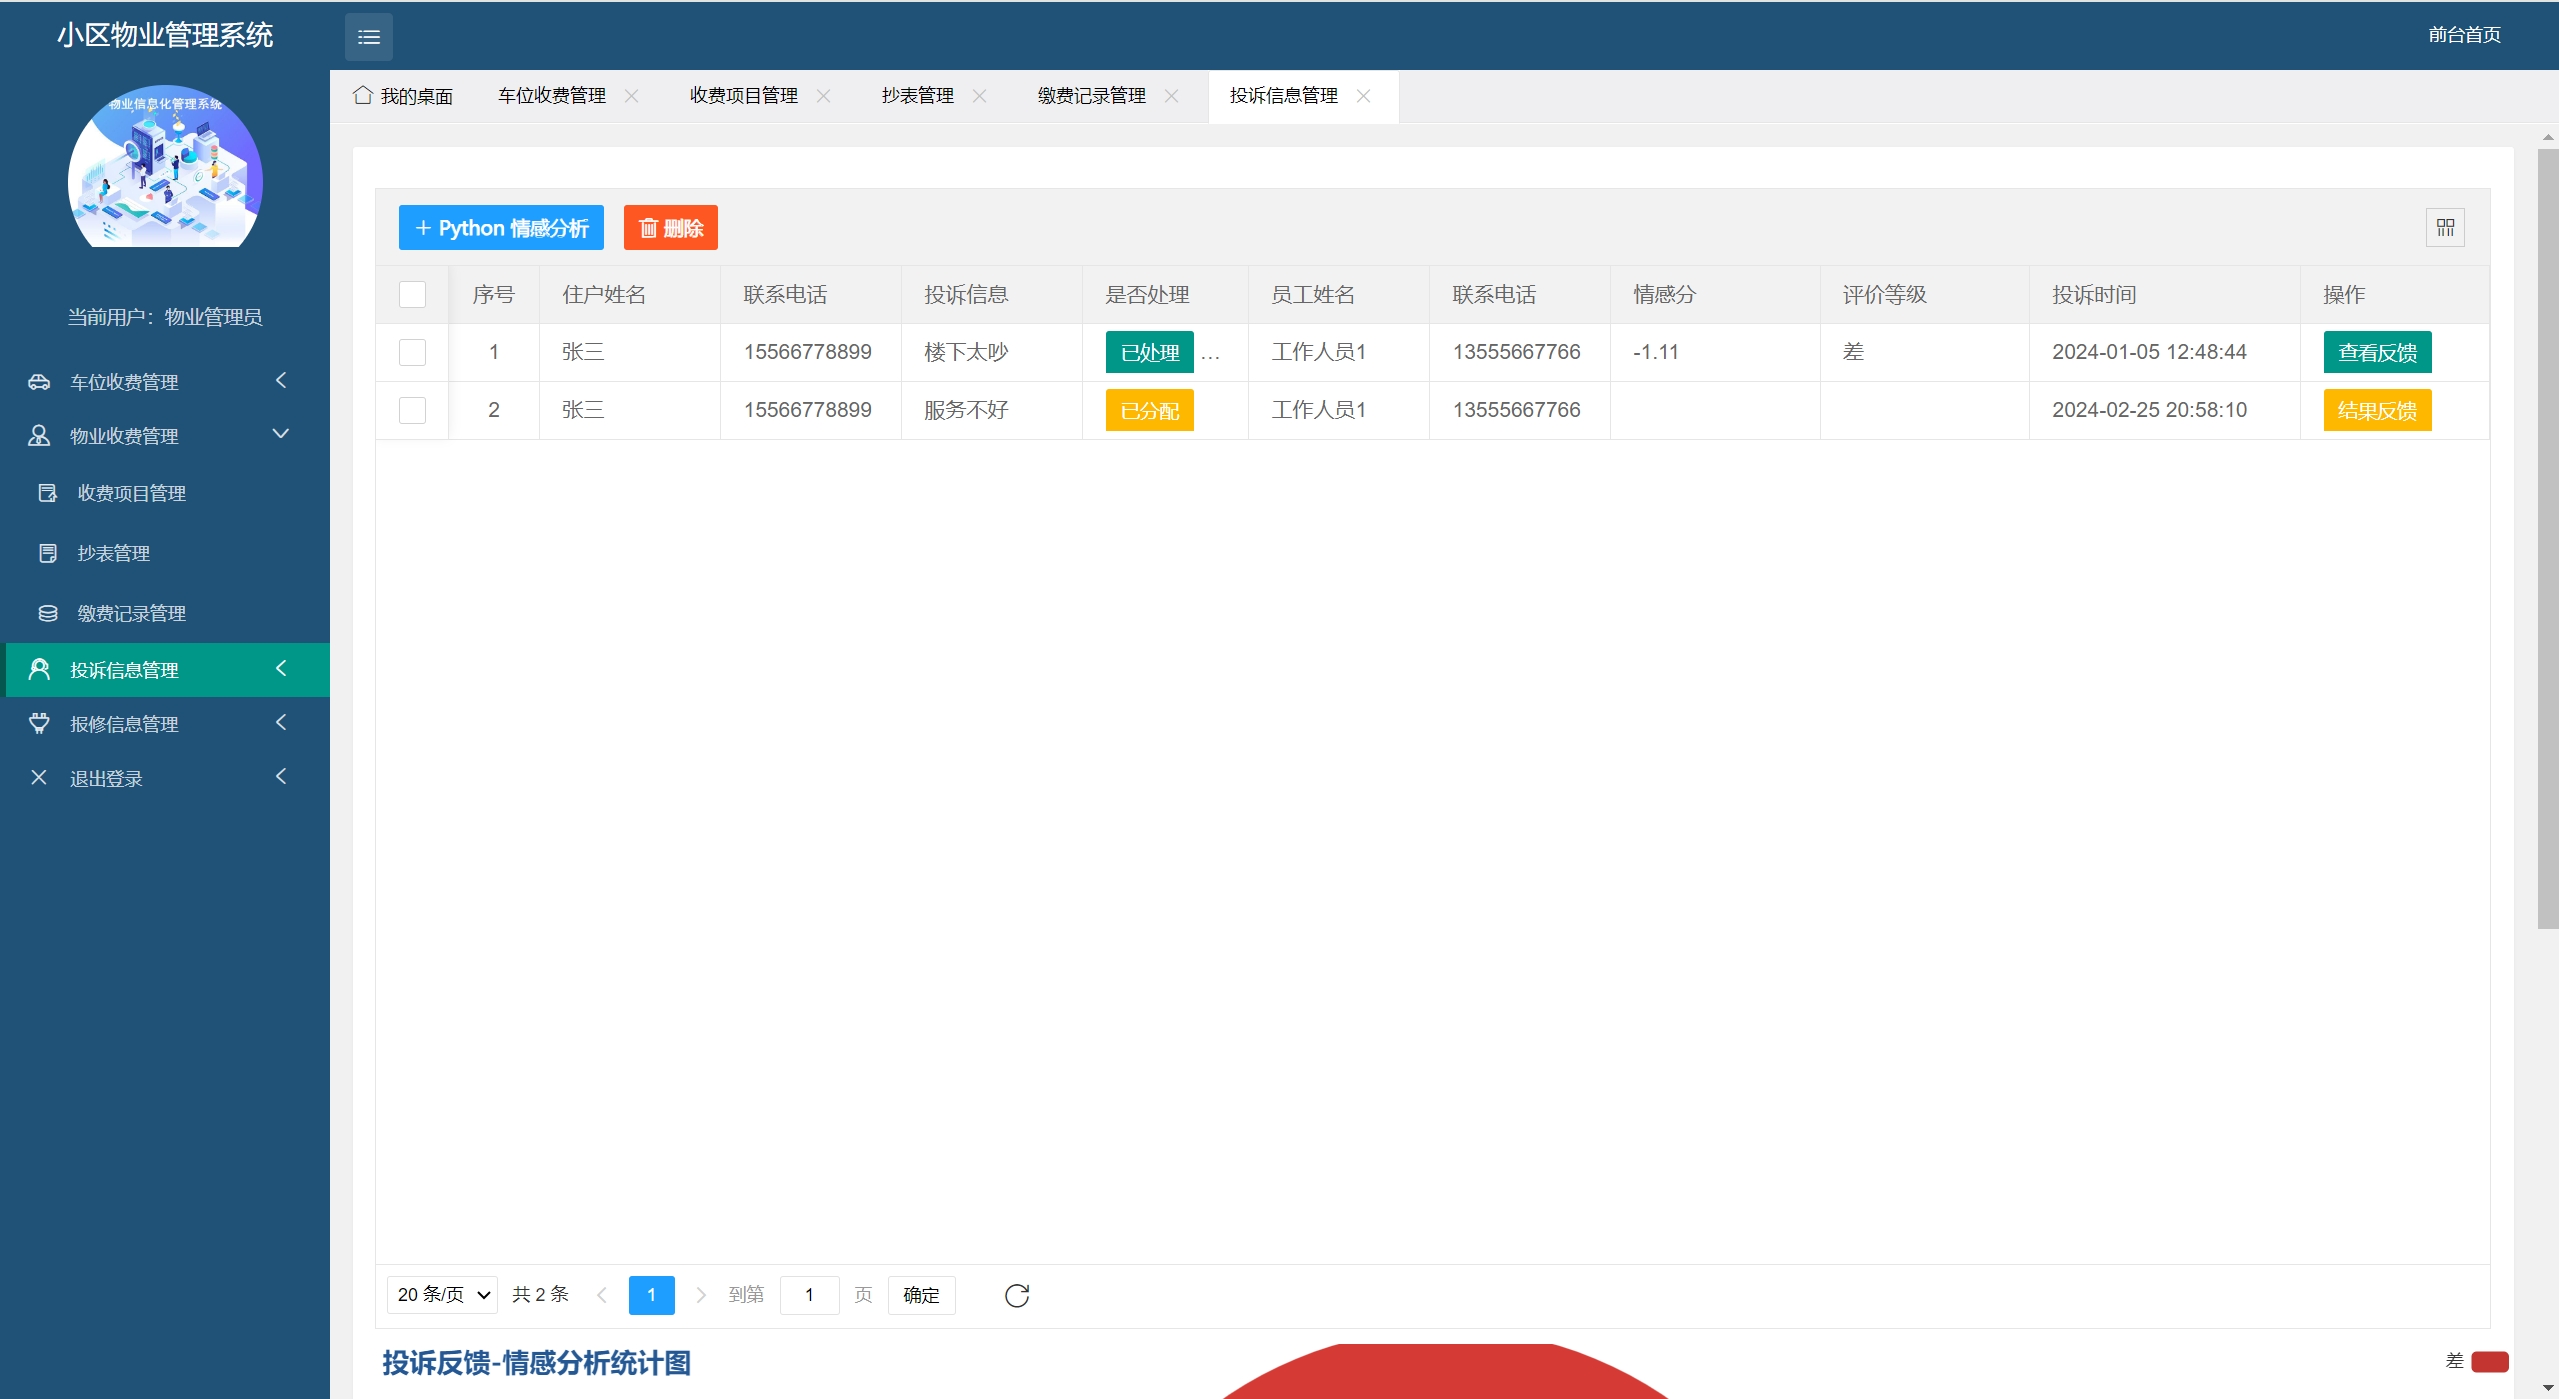 小区物业管理系统
前台首页
物业信息化管理系统
当前用户：物业管理员
车位收费管理
物业收费管理
收费项目管理
抄表管理
缴费记录管理
投诉信息管理
报修信息管理
退出登录
我的桌面 车位收费管理 收费项目管理 抄表管理 缴费记录管理 投诉信息管理
Python 情感分析 删除
序号 住户姓名 联系电话 投诉信息 是否处理 员工姓名 联系电话 情感分 评价等级 投诉时间 操作
1 张三 15566778899 楼下太吵 已处理 ... 工作人员1 13555667766 -1.11 差 2024-01-05 12:48:44 查看反馈
2 张三 15566778899 服务不好 已分配 工作人员1 13555667766 2024-02-25 20:58:10 结果反馈
20 条/页 共 2 条 1 到第 1 页 确定
投诉反馈-情感分析统计图
差